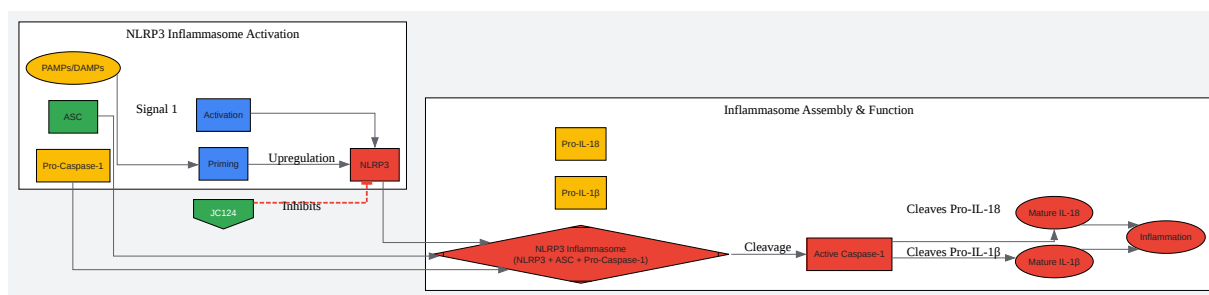 NLRP3 Inflammasome Activation
PAMPs/DAMPs
ASC
Signal 1
Activation
Pro-Caspase-1
Priming
Upregulation
NLRP3
JC124
Inhibits
Inflammasome Assembly & Function
Pro-IL-18
Pro-IL-1β
NLRP3 Inflammasome
(NLRP3 + ASC + Pro-Caspase-1)
Cleavage
Active Caspase-1
Cleaves Pro-IL-18
Cleaves Pro-IL-1β
Mature IL-18
Mature IL-1β
Inflammation